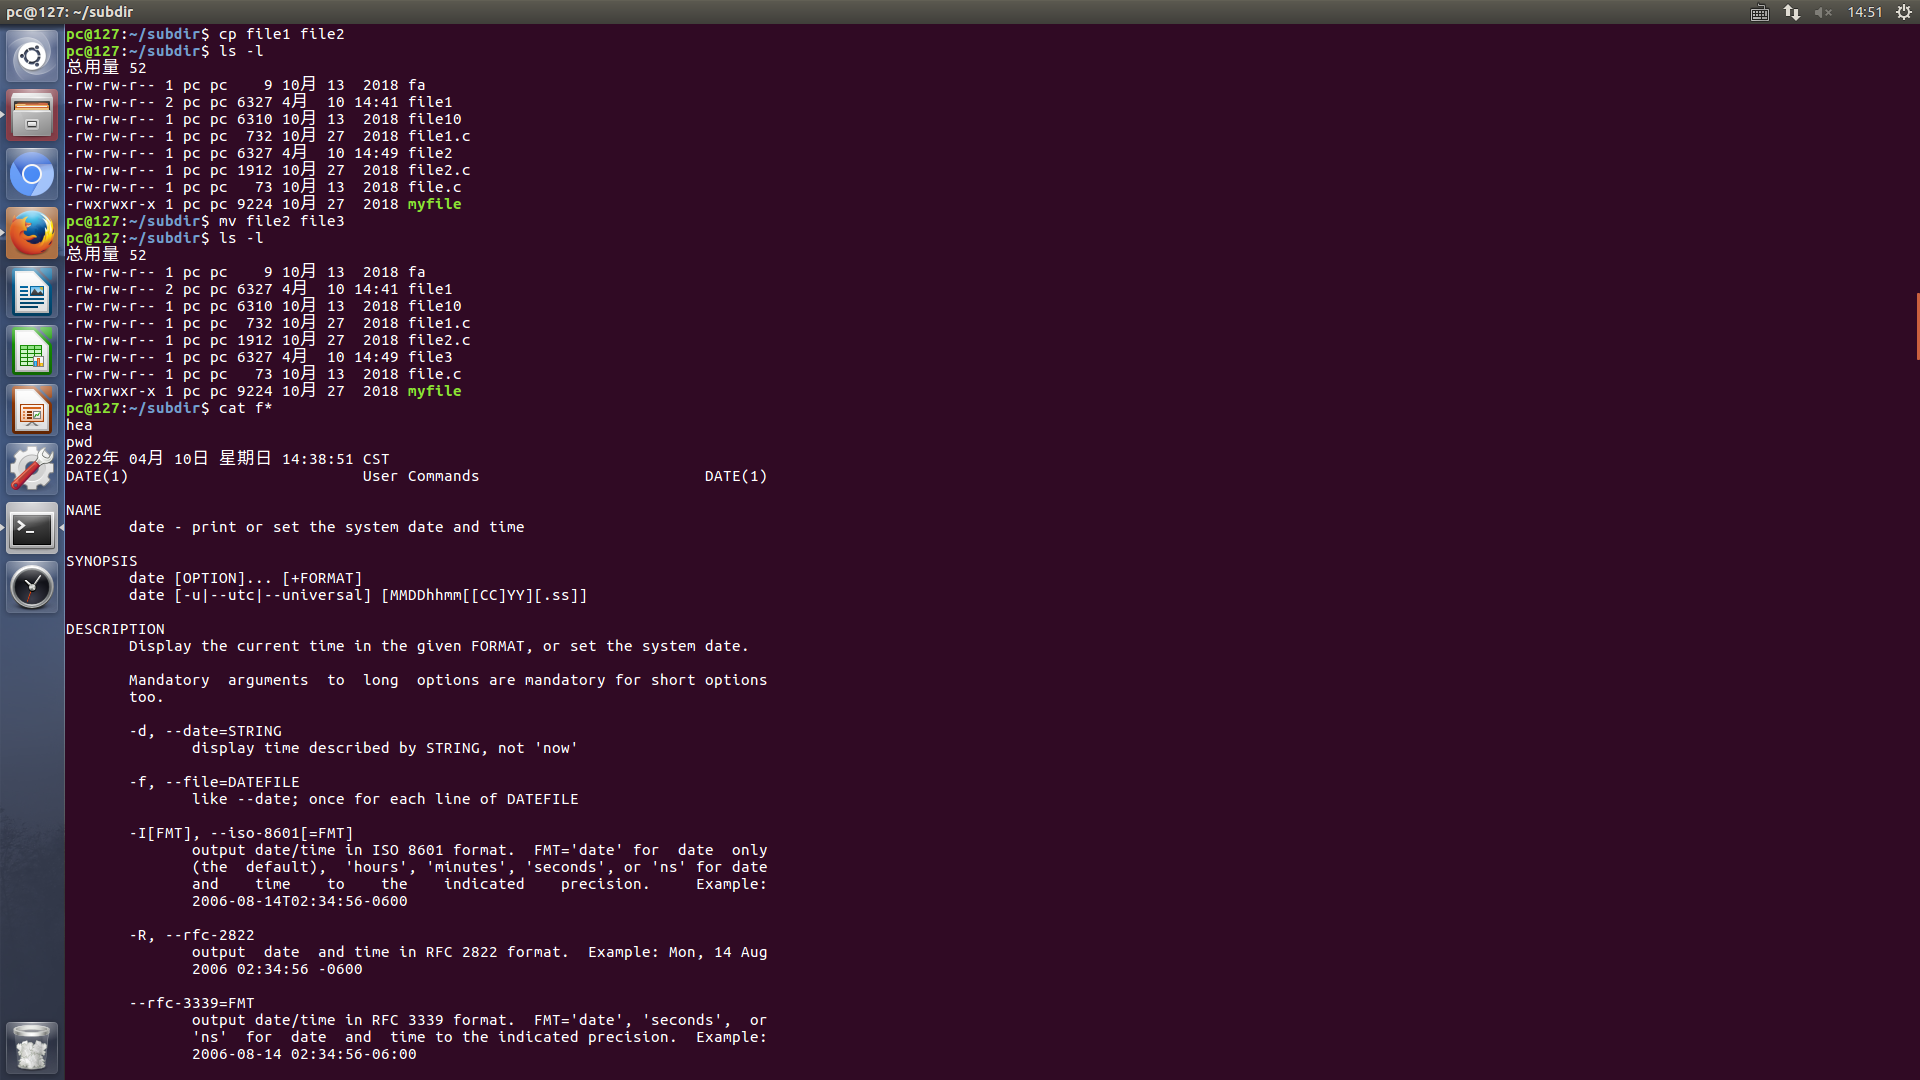 pc@127: ~/subdir
14:51
pc@127:~/subdir$ cp file1 file2
pc@127:~/subdir$ ls -l
总用量 52
-rw-rw-r-- 1 pc pc    9 10月 13  2018 fa
-rw-rw-r-- 2 pc pc 6327 4月  10 14:41 file1
-rw-rw-r-- 1 pc pc 6310 10月 13  2018 file10
-rw-rw-r-- 1 pc pc  732 10月 27  2018 file1.c
-rw-rw-r-- 1 pc pc 6327 4月  10 14:49 file2
-rw-rw-r-- 1 pc pc 1912 10月 27  2018 file2.c
-rw-rw-r-- 1 pc pc   73 10月 13  2018 file.c
-rwxrwxr-x 1 pc pc 9224 10月 27  2018 myfile
pc@127:~/subdir$ mv file2 file3
pc@127:~/subdir$ ls -l
总用量 52
-rw-rw-r-- 1 pc pc    9 10月 13  2018 fa
-rw-rw-r-- 2 pc pc 6327 4月  10 14:41 file1
-rw-rw-r-- 1 pc pc 6310 10月 13  2018 file10
-rw-rw-r-- 1 pc pc  732 10月 27  2018 file1.c
-rw-rw-r-- 1 pc pc 1912 10月 27  2018 file2.c
-rw-rw-r-- 1 pc pc 6327 4月  10 14:49 file3
-rw-rw-r-- 1 pc pc   73 10月 13  2018 file.c
-rwxrwxr-x 1 pc pc 9224 10月 27  2018 myfile
pc@127:~/subdir$ cat f*
hea
pwd
2022年 04月 10日 星期日 14:38:51 CST
DATE(1)                          User Commands                         DATE(1)
NAME
       date - print or set the system date and time
SYNOPSIS
       date [OPTION]... [+FORMAT]
       date [-u|--utc|--universal] [MMDDhhmm[[CC]YY][.ss]]
DESCRIPTION
       Display the current time in the given FORMAT, or set the system date.
       Mandatory  arguments  to  long  options are mandatory for short options
       too.
       -d, --date=STRING
              display time described by STRING, not 'now'
       -f, --file=DATEFILE
              like --date; once for each line of DATEFILE
       -I[FMT], --iso-8601[=FMT]
              output date/time in ISO 8601 format.  FMT='date' for  date  only
              (the  default),  'hours', 'minutes', 'seconds', or 'ns' for date
              and    time    to    the    indicated    precision.     Example:
              2006-08-14T02:34:56-0600
       -R, --rfc-2822
              output  date  and time in RFC 2822 format.  Example: Mon, 14 Aug
              2006 02:34:56 -0600
       --rfc-3339=FMT
              output date/time in RFC 3339 format.  FMT='date', 'seconds',  or
              'ns'  for  date  and  time to the indicated precision.  Example:
              2006-08-14 02:34:56-06:00